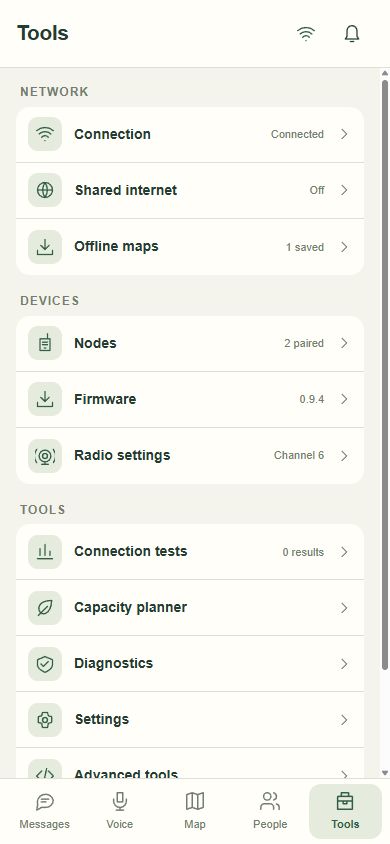 Tools
NETWORK
Connection Connected
Shared internet Off
Offline maps 1 saved
DEVICES
Nodes 2 paired
Firmware 0.9.4
Radio settings Channel 6
TOOLS
Connection tests 0 results
Capacity planner
Diagnostics
Settings
Advanced tools
Messages Voice Map People Tools